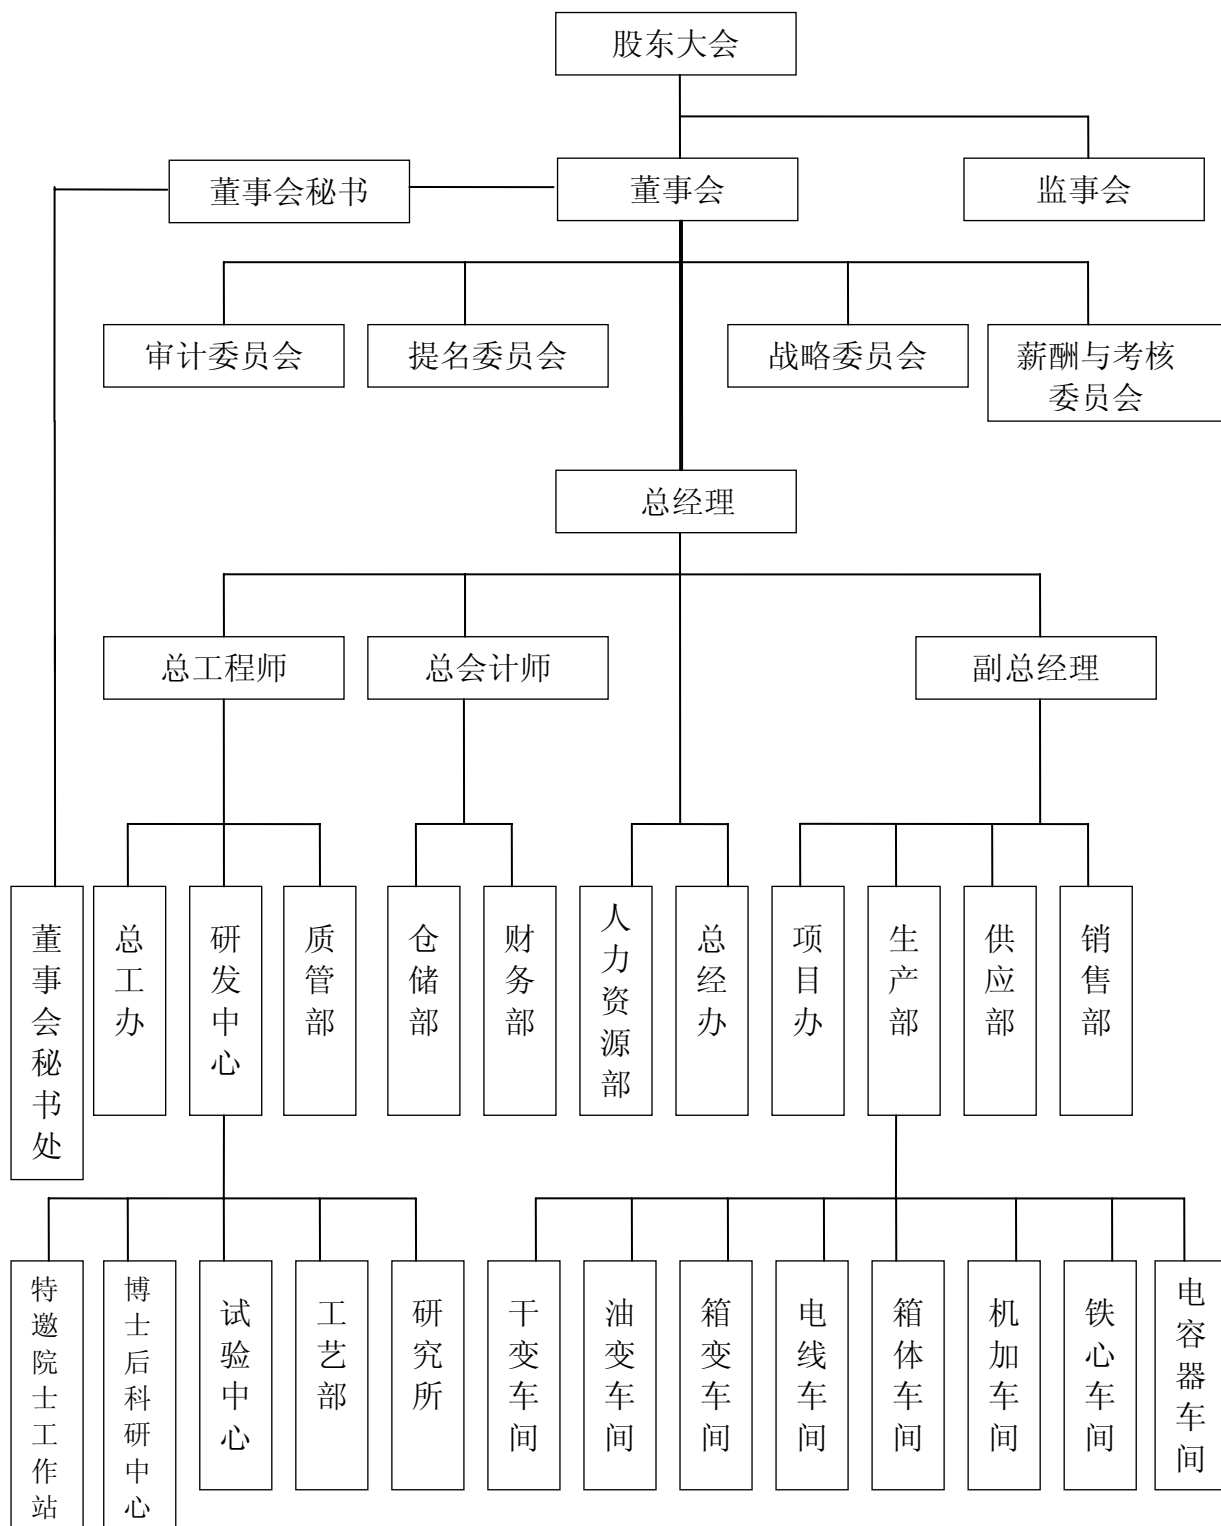 股东大会
董事会秘书
董事会
监事会
审计委员会
提名委员会
战略委员会
薪酬与考核
委员会
总经理
总工程师
总会计师
副总经理
董事会秘书处
总工办
研发中心
质管部
仓储部
财务部
人力资源部
总经办
项目办
生产部
供应部
销售部
特邀院士工作站
博士后科研中心
试验中心
工艺部
研究所
干变车间
油变车间
箱变车间
电线车间
箱体车间
机加车间
铁心车间
电容器车间